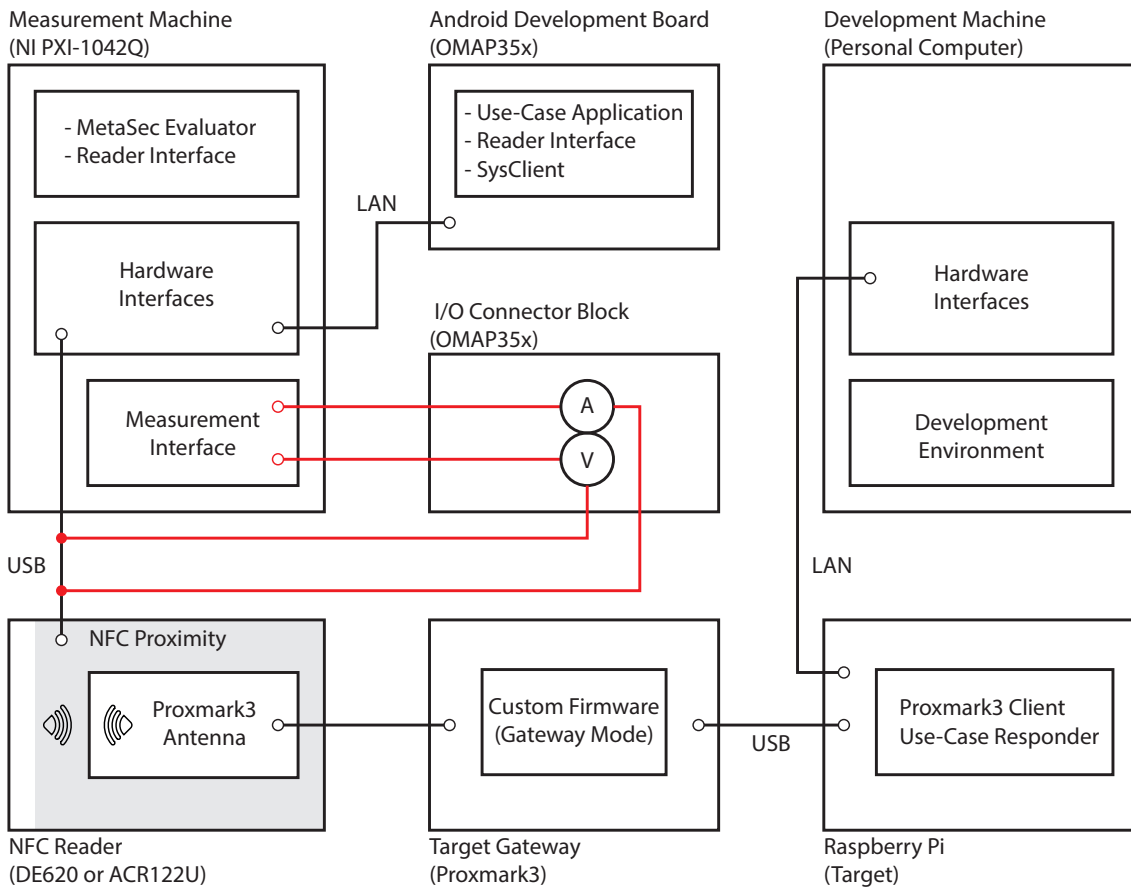 Measurement Machine
(NI PXI-1042Q)
- MetaSec Evaluator
- Reader Interface
Hardware
Interfaces
Measurement
Interface
LAN
Android Development Board
(OMAP35x)
- Use-Case Application
- Reader Interface
- SysClient
I/O Connector Block
(OMAP35x)
A
V
Development Machine
(Personal Computer)
Hardware
Interfaces
Development
Environment
USB
LAN
NFC Proximity
Proxmark3
Antenna
NFC Reader
(DE620 or ACR122U)
Custom Firmware
(Gateway Mode)
Target Gateway
(Proxmark3)
USB
Proxmark3 Client
Use-Case Responder
Raspberry Pi
(Target)